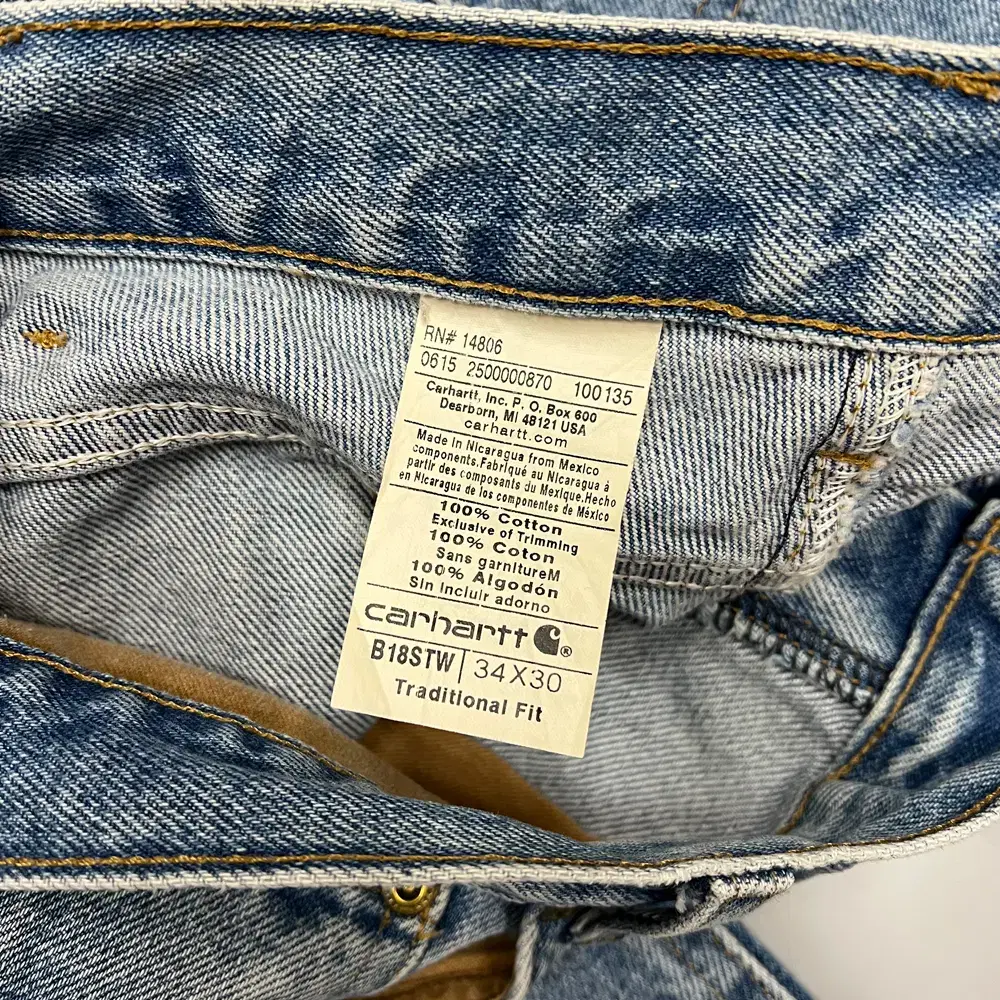 RN# 14806
0615 2500000870 100135
Carhartt, Inc. P. O. Box 600
Dearborn, MI 48121 USA
carhartt.com
Made in Nicaragua from Mexico
components.Fabriqué au Nicaragua à
partir des composants du Mexique.Hecho
en Nicaragua de los componentes de México
100% Cotton
Exclusive of Trimming
100% Coton
Sans garnitureM
100% Algodón
Sin incluir adorno
carhartt ®
B18STW 34X30
Traditional Fit